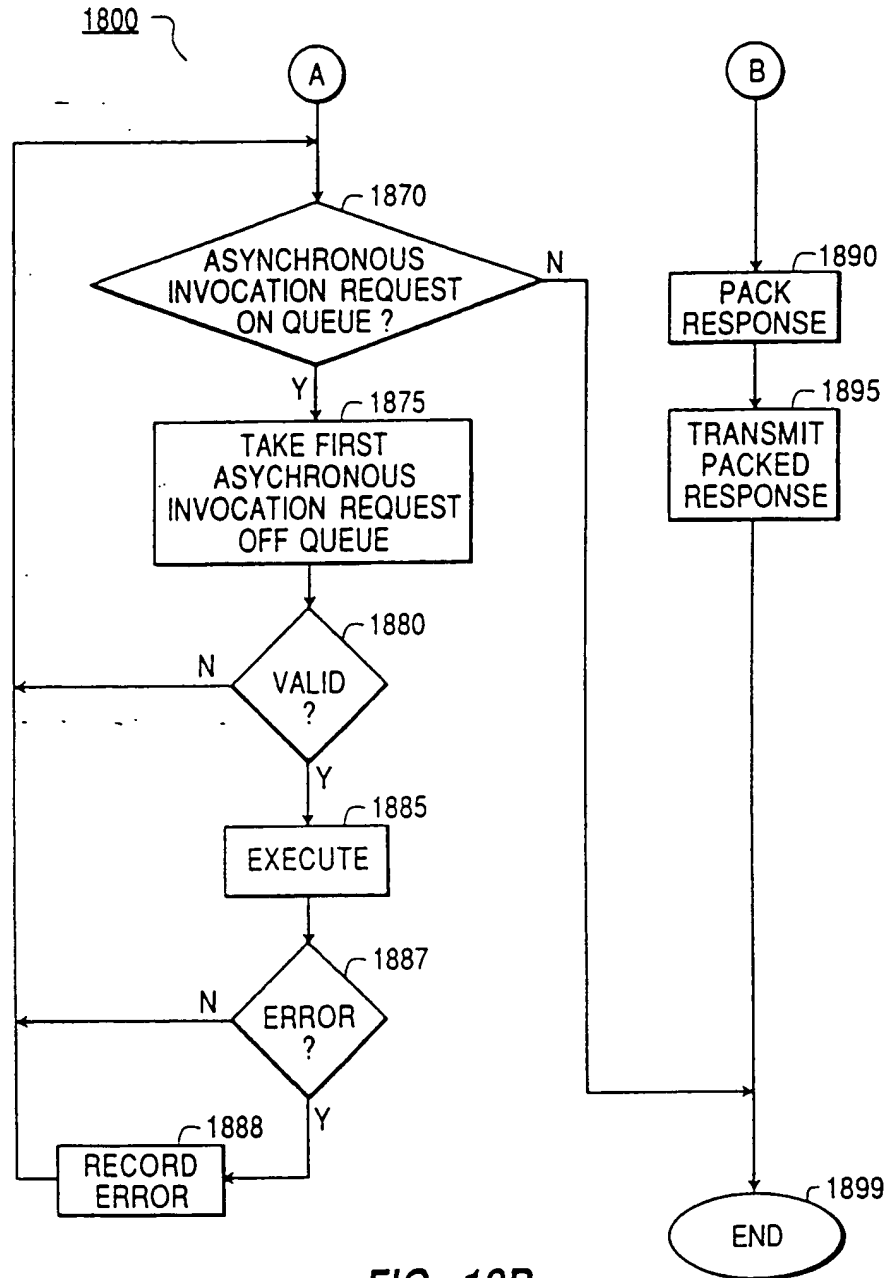 1800
A
B
1870
ASYNCHRONOUS
INVOCATION REQUEST
ON QUEUE ?
N
Y
1875
TAKE FIRST
ASYCHRONOUS
INVOCATION REQUEST
OFF QUEUE
1880
VALID
?
N
Y
1885
EXECUTE
1887
ERROR
?
N
Y
1888
RECORD
ERROR
1890
PACK
RESPONSE
1895
TRANSMIT
PACKED
RESPONSE
1899
END